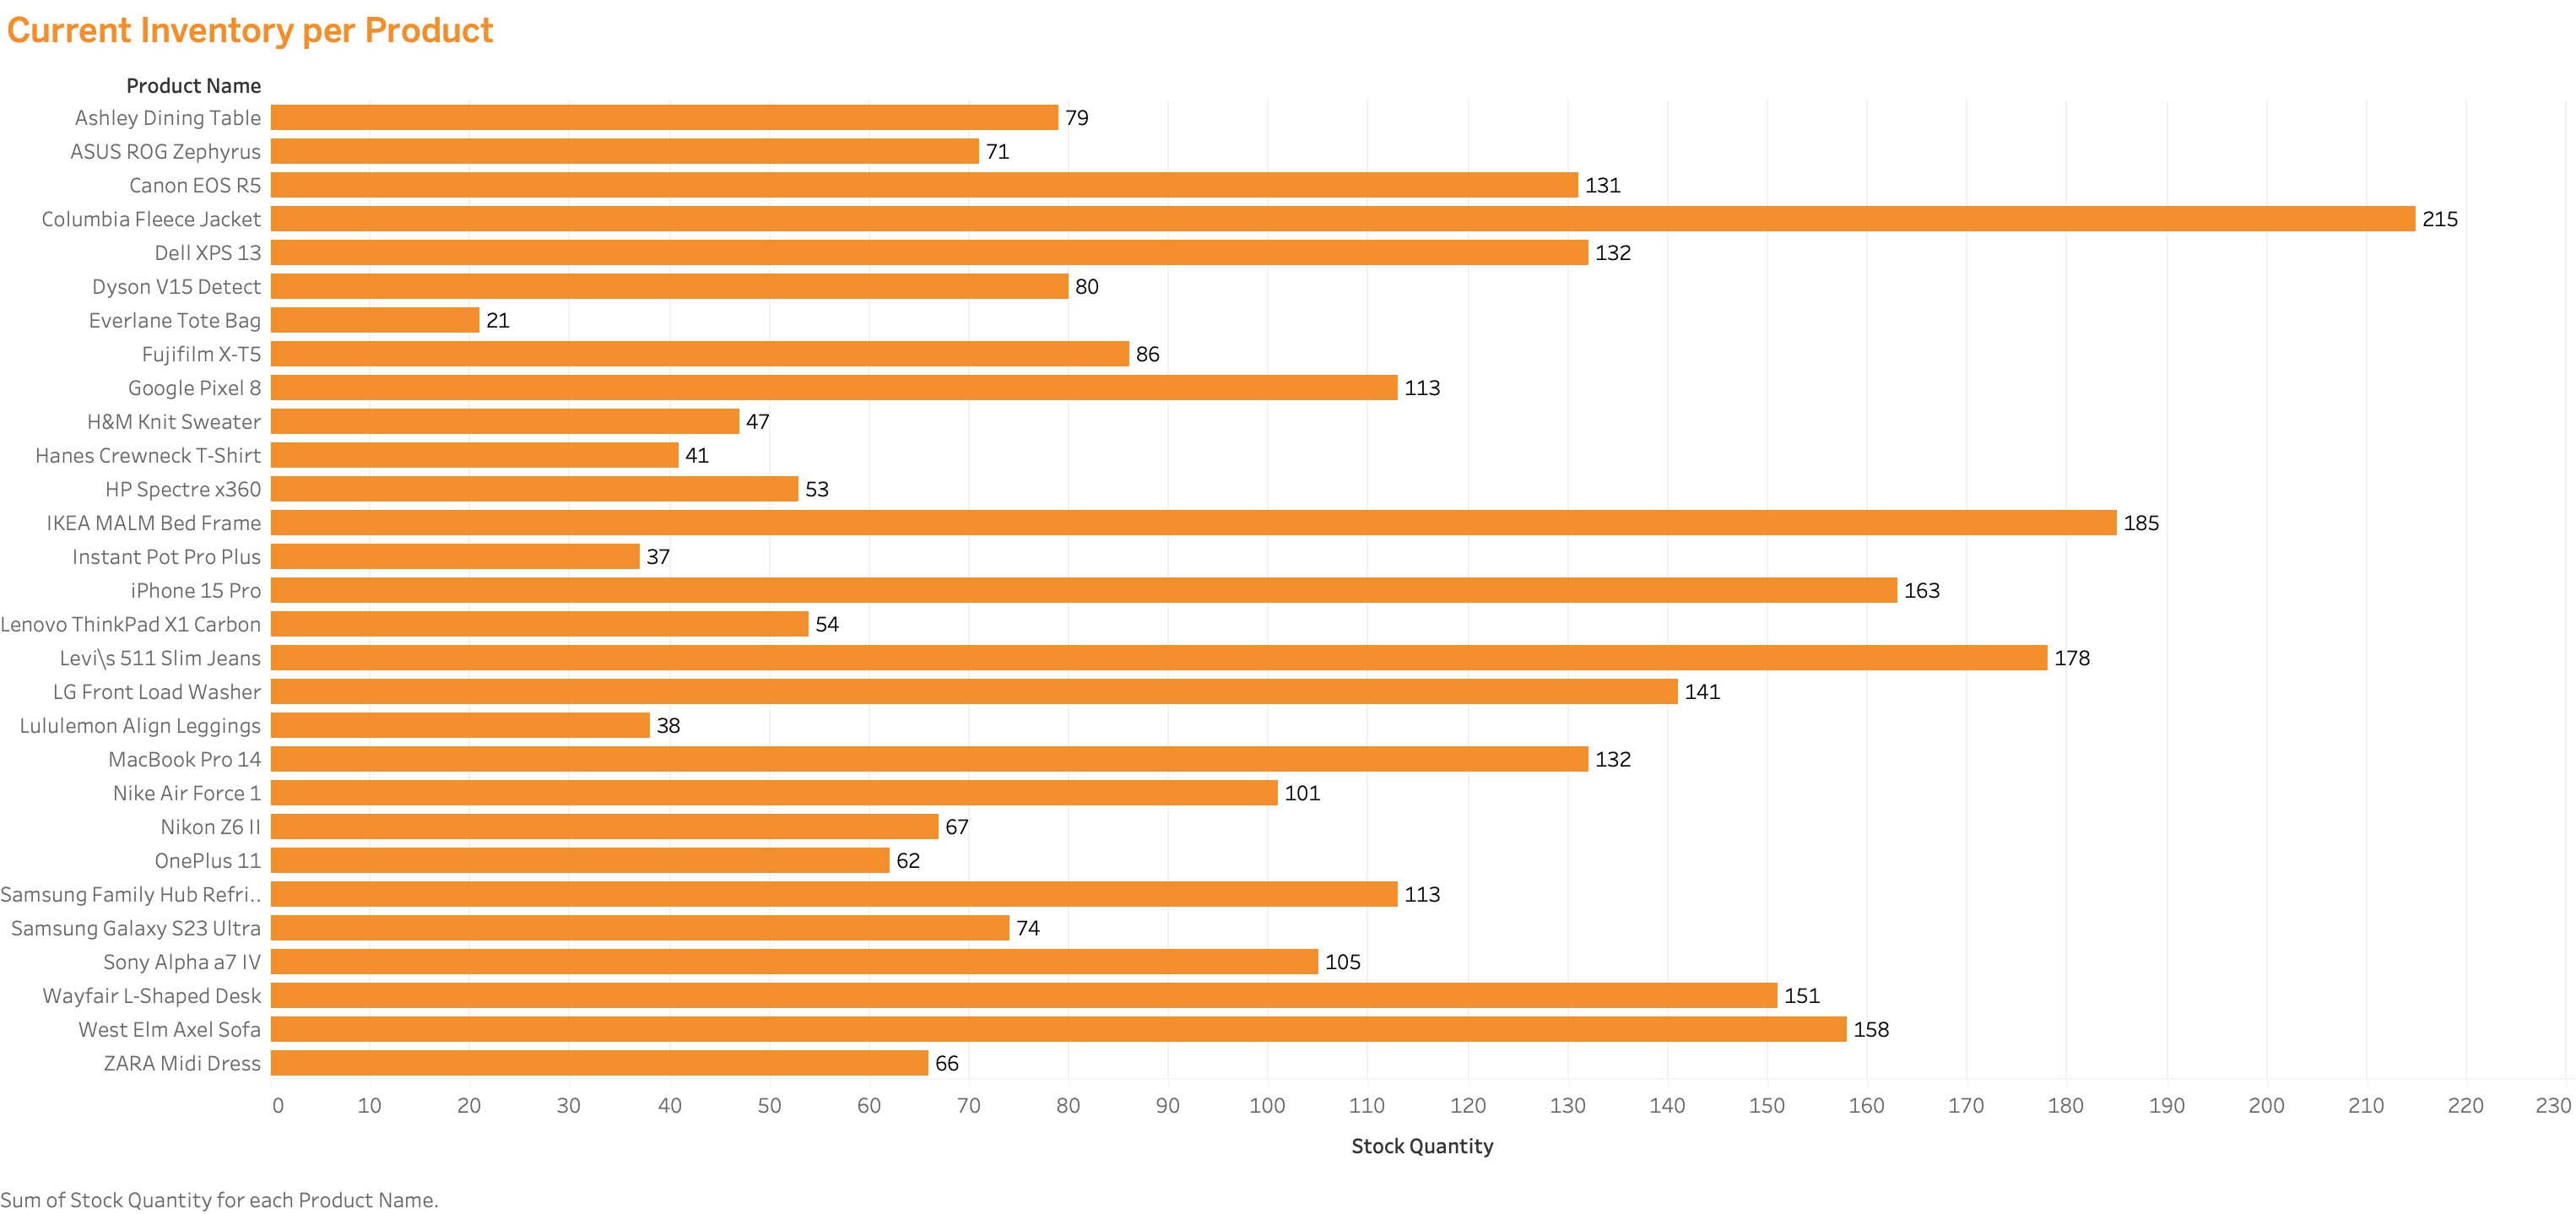 Current Inventory per Product
Product Name
Ashley Dining Table 79
ASUS ROG Zephyrus 71
Canon EOS R5 131
Columbia Fleece Jacket 215
Dell XPS 13 132
Dyson V15 Detect 80
Everlane Tote Bag 21
Fujifilm X-T5 86
Google Pixel 8 113
H&M Knit Sweater 47
Hanes Crewneck T-Shirt 41
HP Spectre x360 53
IKEA MALM Bed Frame 185
Instant Pot Pro Plus 37
iPhone 15 Pro 163
Lenovo ThinkPad X1 Carbon 54
Levi\s 511 Slim Jeans 178
LG Front Load Washer 141
Lululemon Align Leggings 38
MacBook Pro 14 132
Nike Air Force 1 101
Nikon Z6 II 67
OnePlus 11 62
Samsung Family Hub Refri.. 113
Samsung Galaxy S23 Ultra 74
Sony Alpha a7 IV 105
Wayfair L-Shaped Desk 151
West Elm Axel Sofa 158
ZARA Midi Dress 66
0 10 20 30 40 50 60 70 80 90 100 110 120 130 140 150 160 170 180 190 200 210 220 230
Stock Quantity
Sum of Stock Quantity for each Product Name.